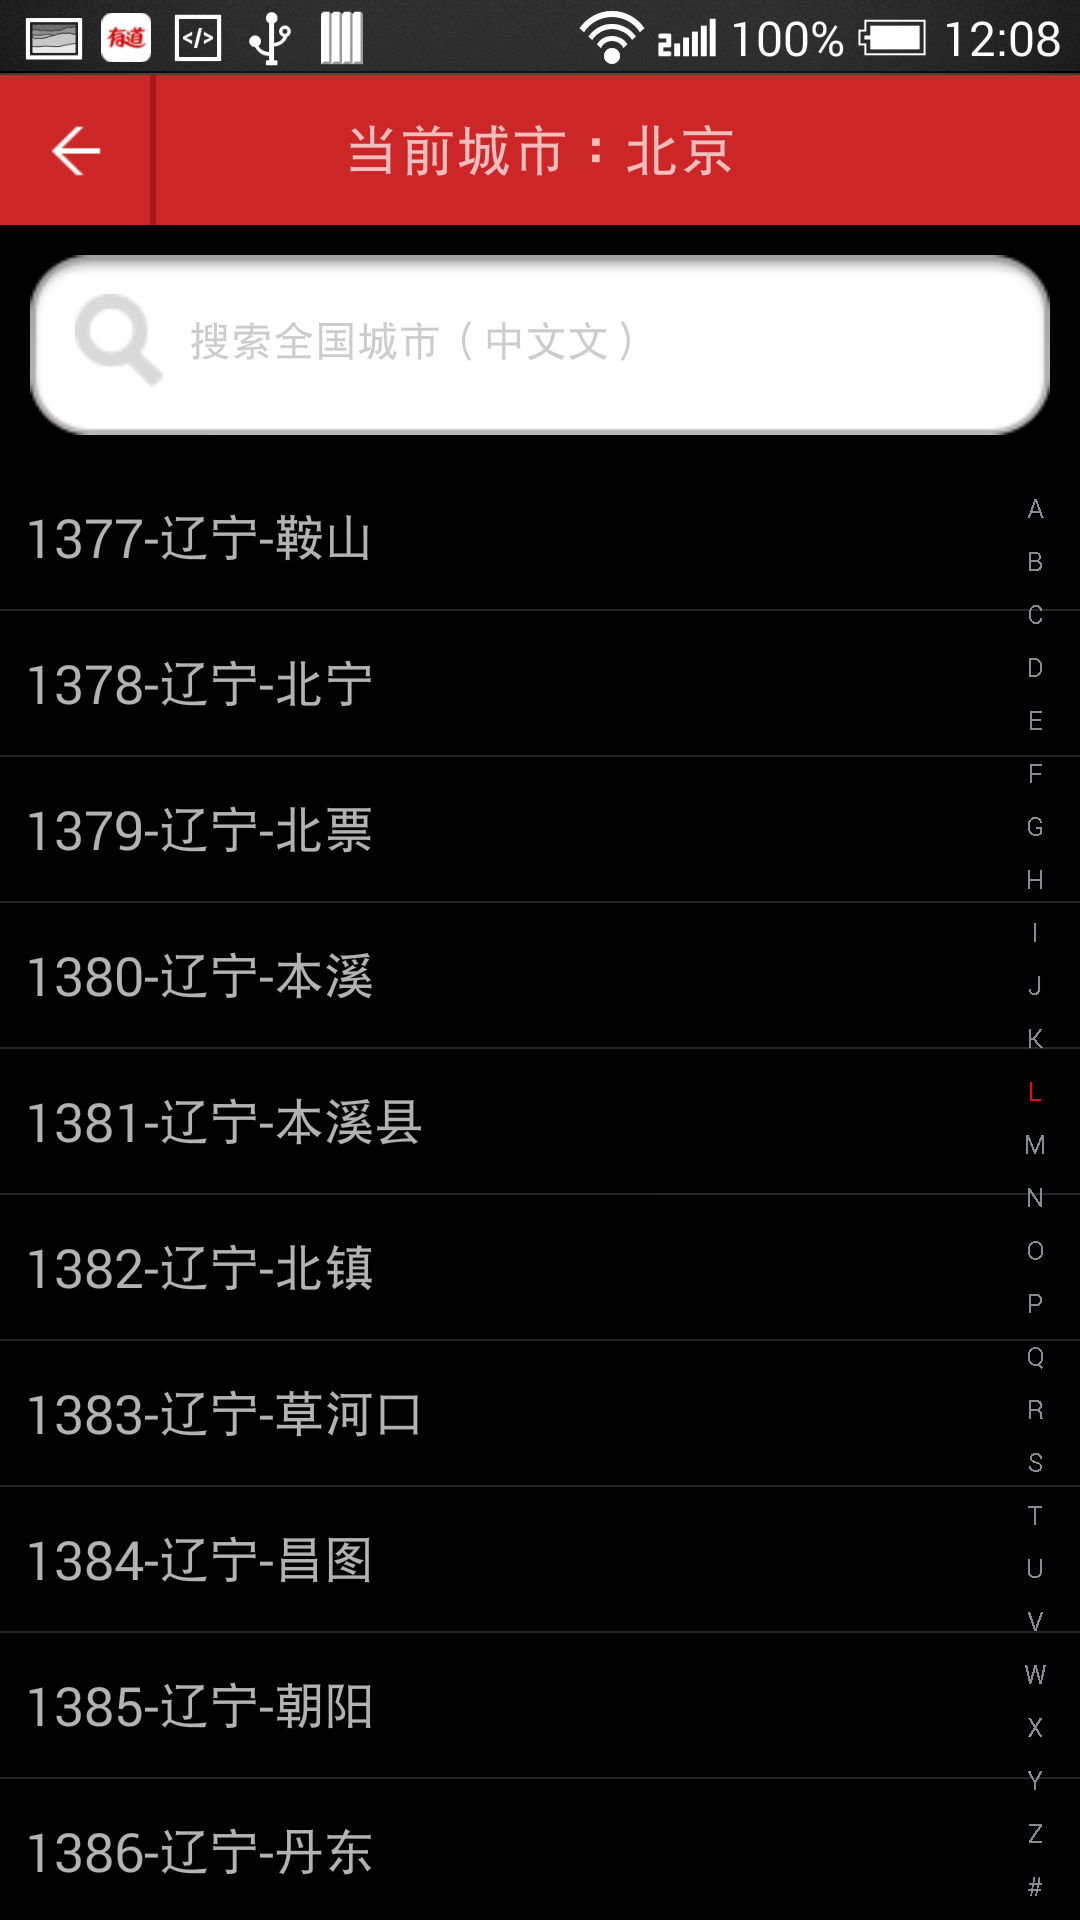 有道 </> 100% 12:08
当前城市：北京
搜索全国城市（中文文）
1377-辽宁-鞍山
1378-辽宁-北宁
1379-辽宁-北票
1380-辽宁-本溪
1381-辽宁-本溪县
1382-辽宁-北镇
1383-辽宁-草河口
1384-辽宁-昌图
1385-辽宁-朝阳
1386-辽宁-丹东
A
B
C
D
E
F
G
H
I
J
K
L
M
N
O
P
Q
R
S
T
U
V
W
X
Y
Z
#